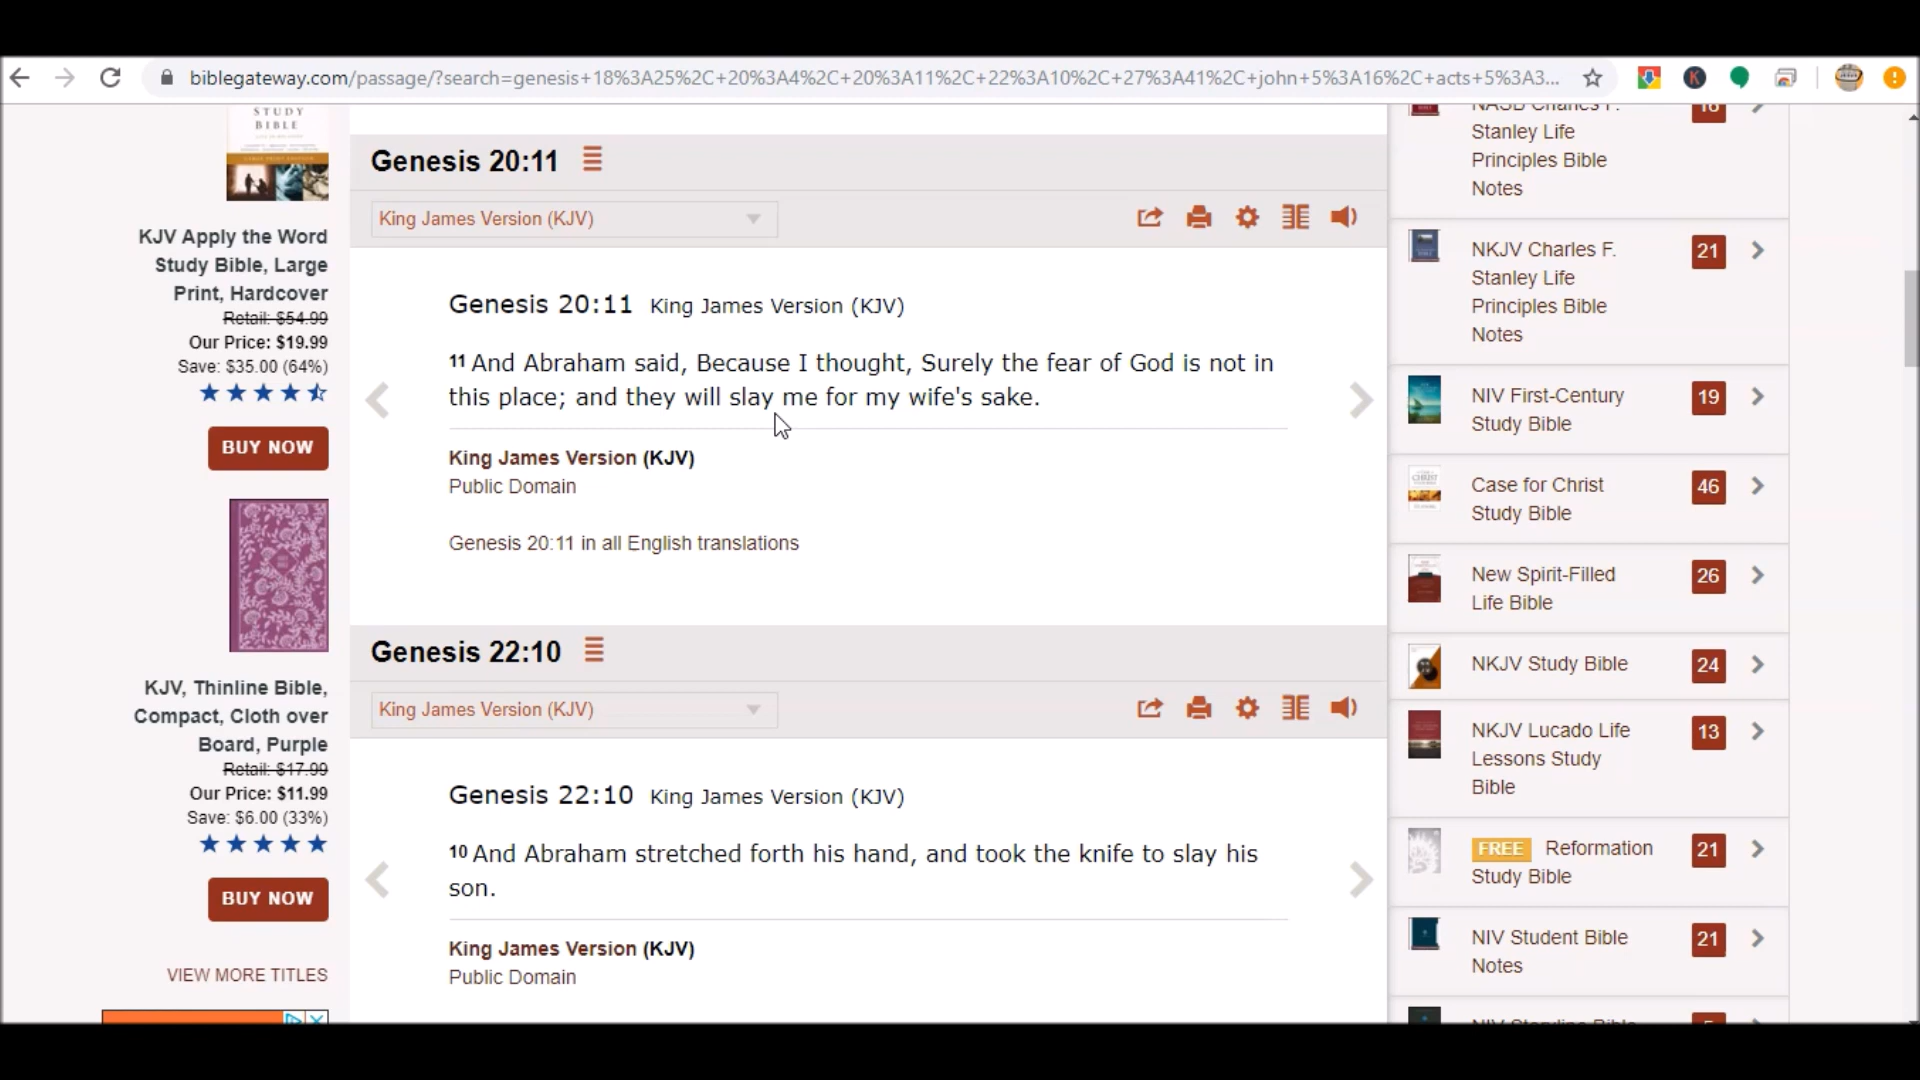 biblegateway.com/passage/?search=genesis+18%3A25%2C+20%3A4%2C+20%3A11%2C+22%3A10%2C+27%3A41%2C+john+5%3A16%2C+acts+5%3A3...
STUDY
BIBLE
KJV Apply the Word
Study Bible, Large
Print, Hardcover
Retail: $54.99
Our Price: $19.99
Save: $35.00 (64%)
BUY NOW
KJV, Thinline Bible,
Compact, Cloth over
Board, Purple
Retail: $17.99
Our Price: $11.99
Save: $6.00 (33%)
BUY NOW
VIEW MORE TITLES
Genesis 20:11
King James Version (KJV)
Genesis 20:11 King James Version (KJV)
11 And Abraham said, Because I thought, Surely the fear of God is not in
this place; and they will slay me for my wife's sake.
King James Version (KJV)
Public Domain
Genesis 20:11 in all English translations
Genesis 22:10
King James Version (KJV)
Genesis 22:10 King James Version (KJV)
10 And Abraham stretched forth his hand, and took the knife to slay his
son.
King James Version (KJV)
Public Domain
NASB Charles F.
Stanley Life
Principles Bible
Notes
16
NKJV Charles F.
Stanley Life
Principles Bible
Notes
21
NIV First-Century
Study Bible
19
Case for Christ
Study Bible
46
New Spirit-Filled
Life Bible
26
NKJV Study Bible
24
NKJV Lucado Life
Lessons Study
Bible
13
FREE Reformation
Study Bible
21
NIV Student Bible
Notes
21
NIV Storyline Bible